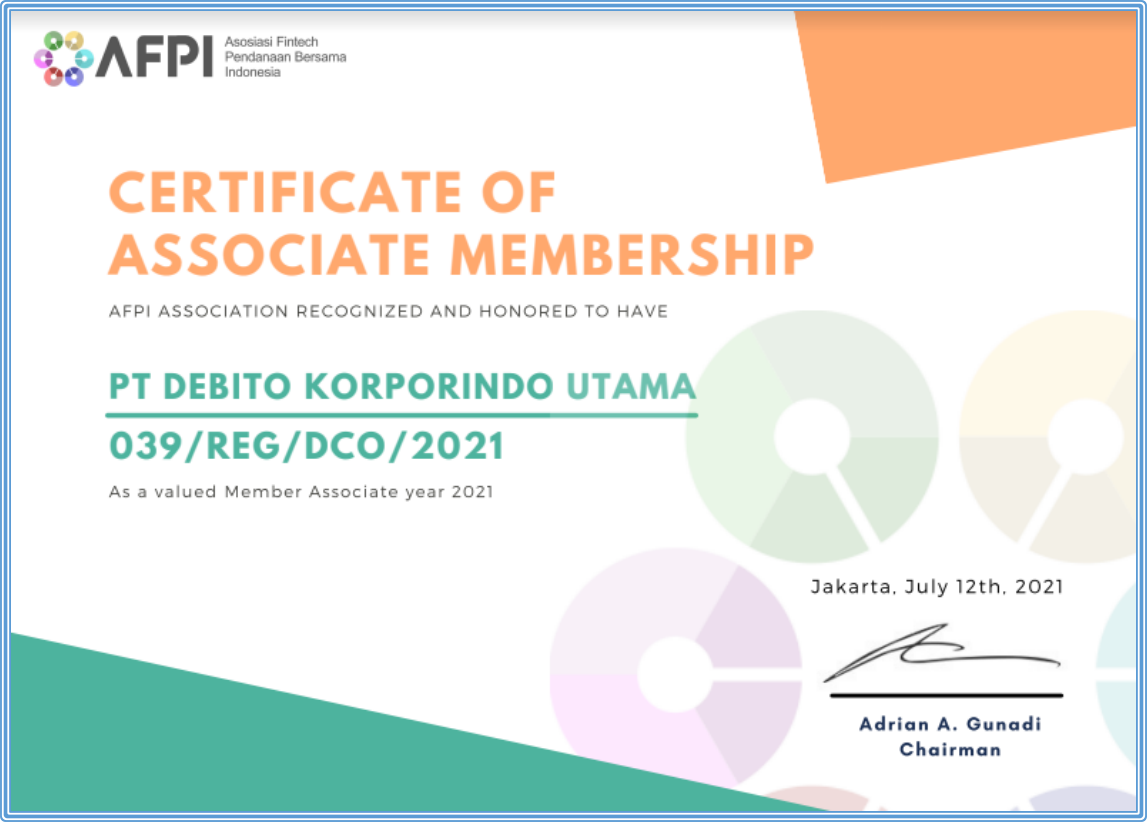 AFPI
Asosiasi Fintech
Pendanaan Bersama
Indonesia
CERTIFICATE OF
ASSOCIATE MEMBERSHIP
AFPI ASSOCIATION RECOGNIZED AND HONORED TO HAVE
PT DEBITO KORPORINDO UTAMA
039/REG/DCO/2021
As a valued Member Associate year 2021
Jakarta, July 12th, 2021
Adrian A. Gunadi
Chairman